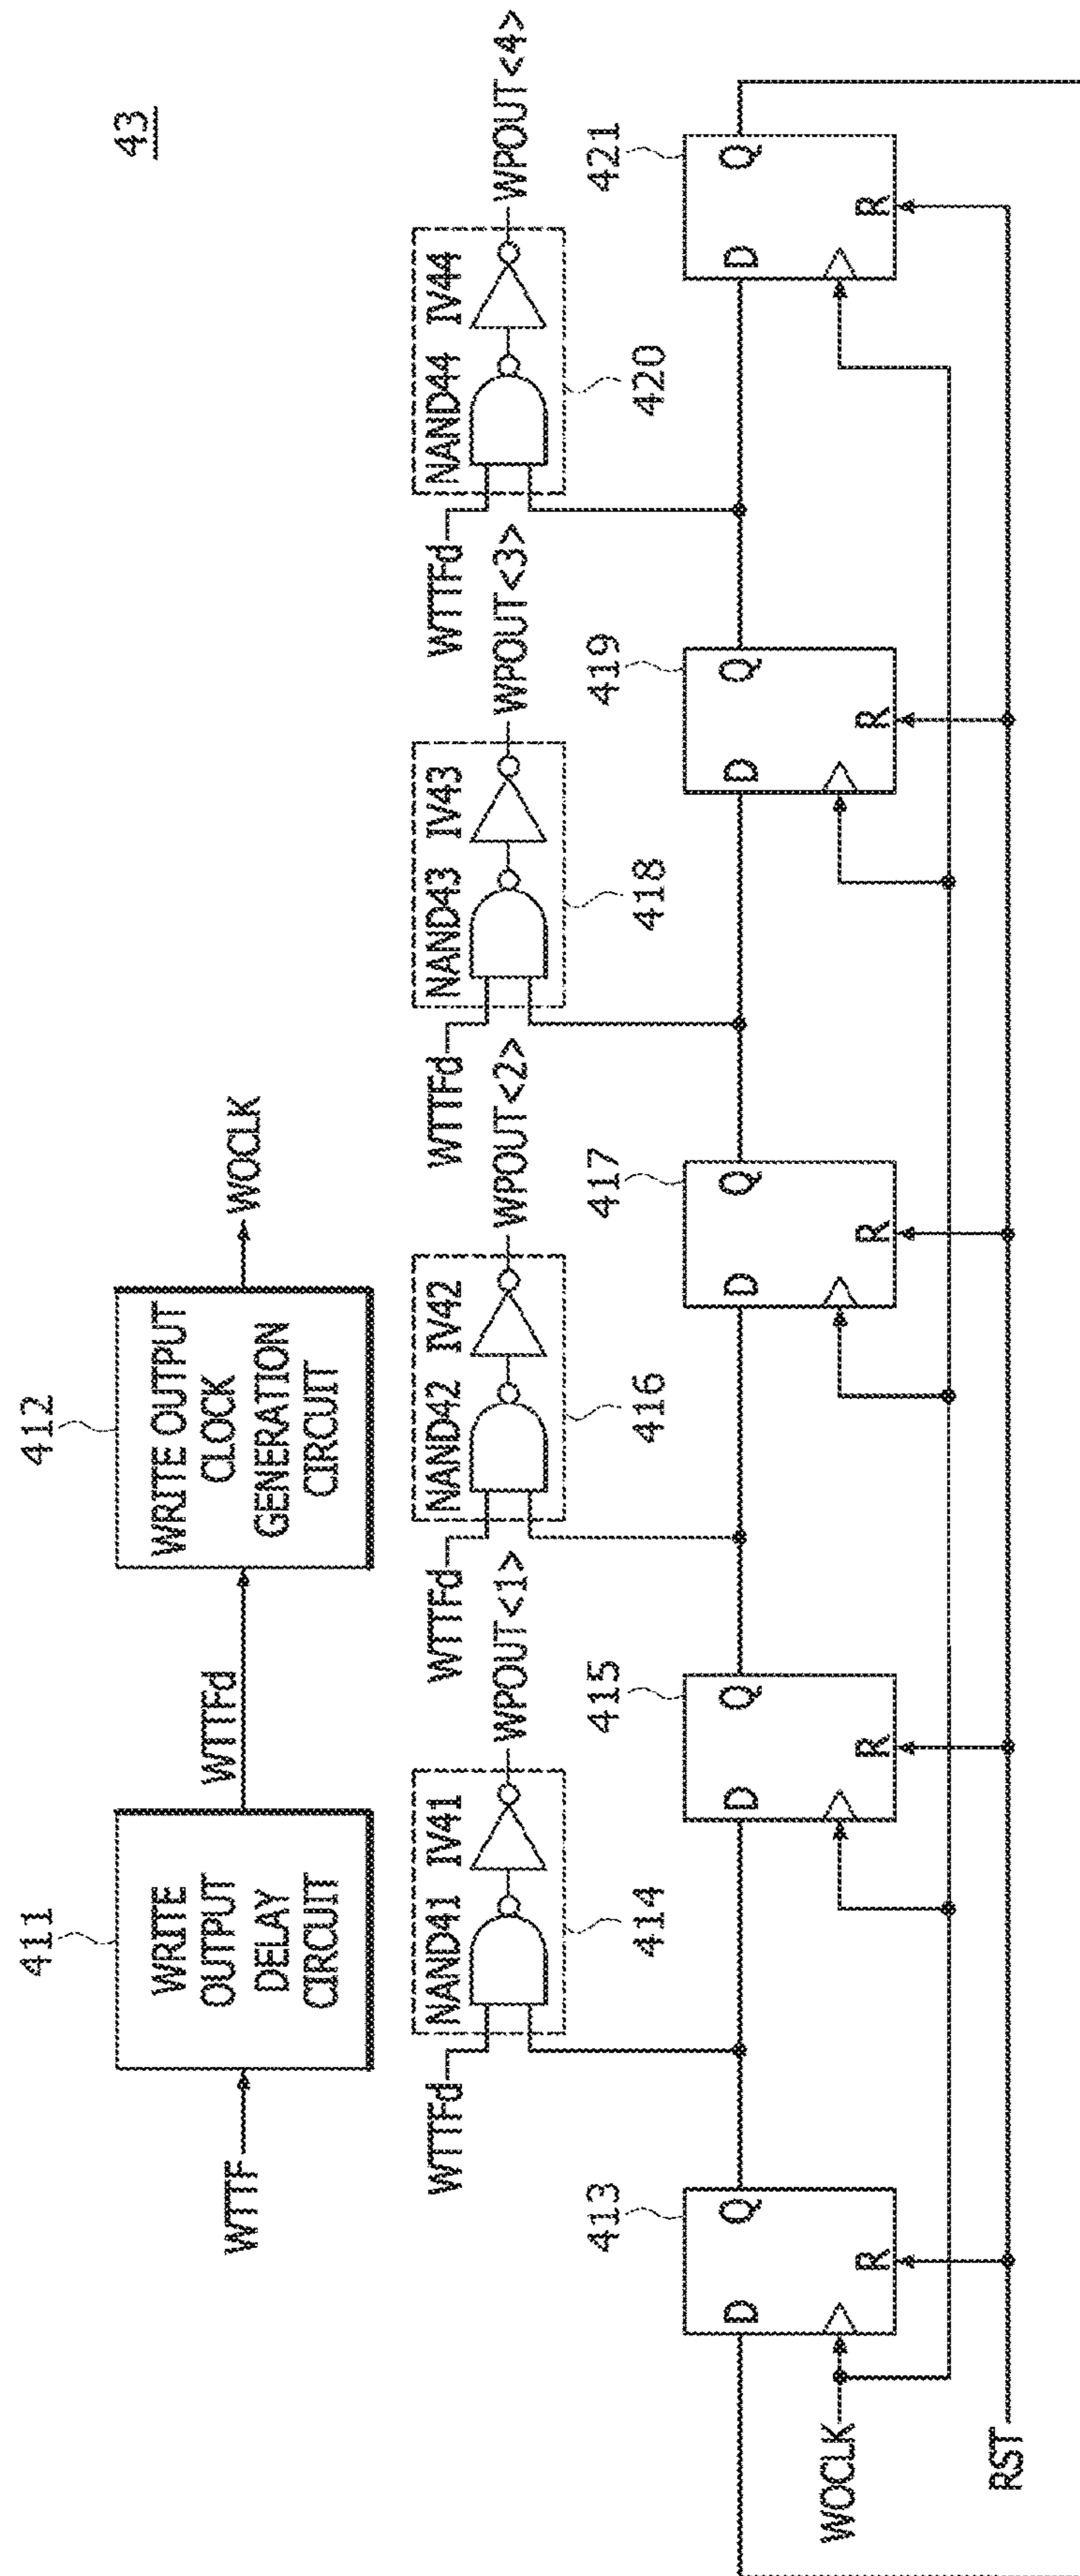 43
411
412
WTTF
WRITE
OUTPUT
DELAY
CIRCUIT
WTTFd
WRITE OUTPUT
CLOCK
GENERATION
CIRCUIT
WOCLK
NAND41 IV41
NAND42 IV42
NAND43 IV43
NAND44 IV44
WTTFd
WTTFd
WTTFd
WTTFd
WPOUT<1>
WPOUT<2>
WPOUT<3>
WPOUT<4>
414
416
418
420
413
415
417
419
421
D Q
D Q
D Q
D Q
D Q
R
R
R
R
R
WOCLK
RST